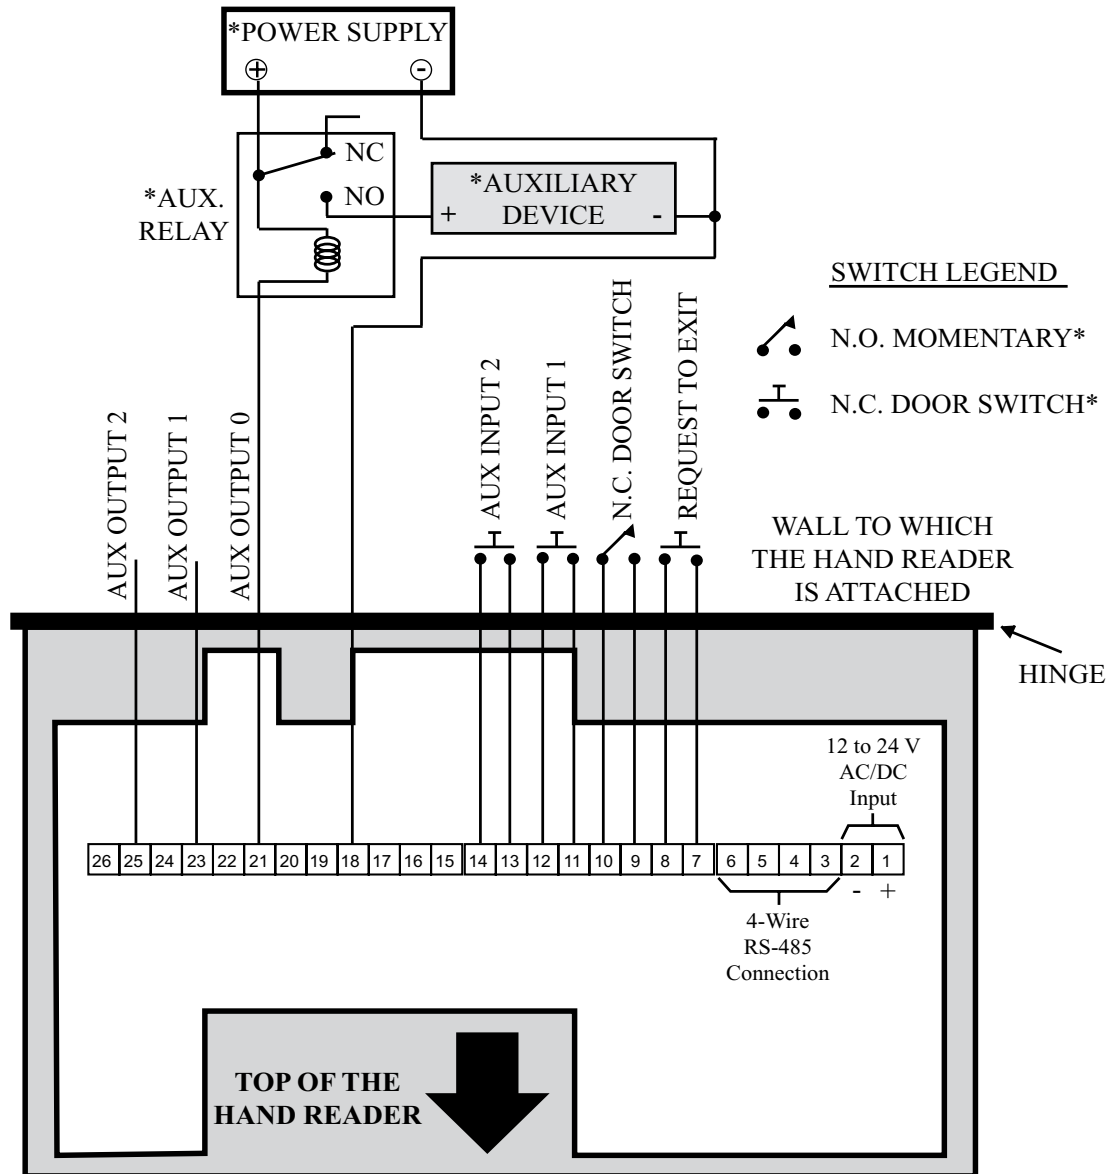 *POWER SUPPLY
+
-
NC
NO
*AUX.
RELAY
*AUXILIARY
DEVICE
+
-
SWITCH LEGEND
N.O. MOMENTARY*
N.C. DOOR SWITCH*
AUX OUTPUT 2
AUX OUTPUT 1
AUX OUTPUT 0
AUX INPUT 2
AUX INPUT 1
N.C. DOOR SWITCH
REQUEST TO EXIT
WALL TO WHICH
THE HAND READER
IS ATTACHED
HINGE
12 to 24 V
AC/DC
Input
26 25 24 23 22 21 20 19 18 17 16 15 14 13 12 11 10 9 8 7 6 5 4 3 2 1
- +
4-Wire
RS-485
Connection
TOP OF THE
HAND READER